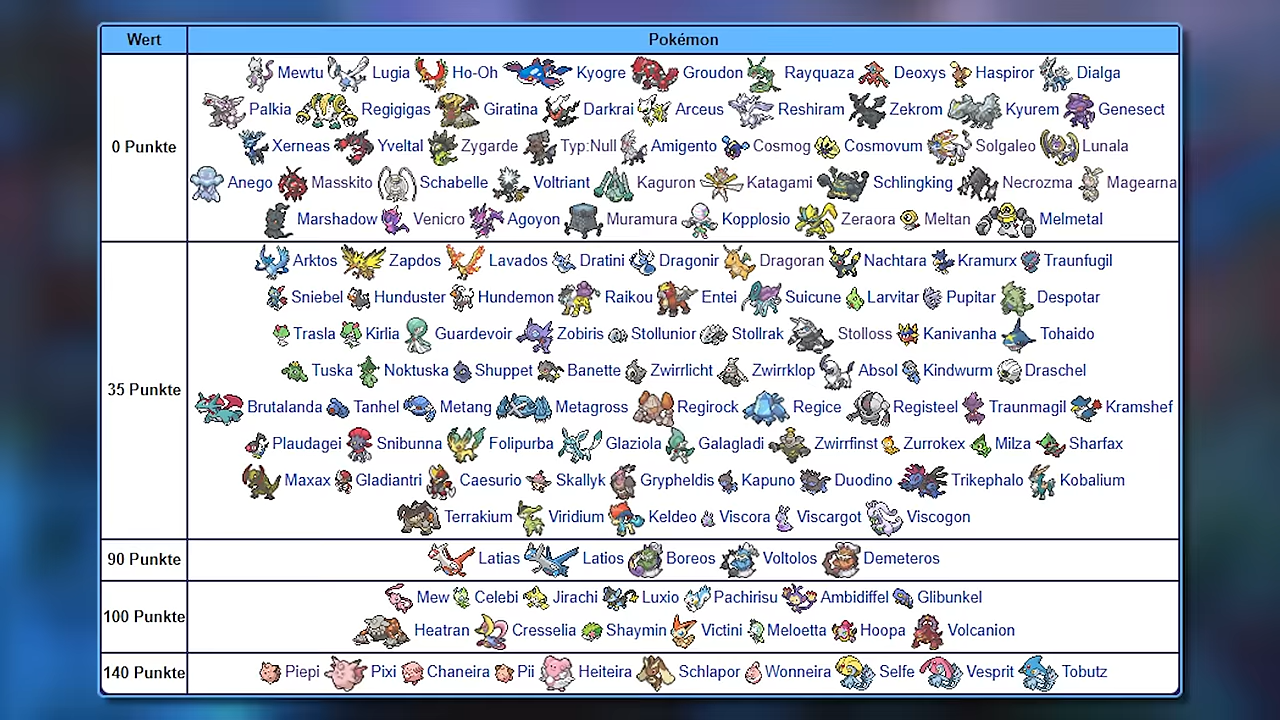 Wert Pokémon
0 Punkte
Mewtu Lugia Ho-Oh Kyogre Groudon Rayquaza Deoxys Haspiror Dialga
Palkia Regigigas Giratina Darkrai Arceus Reshiram Zekrom Kyurem Genesect
Xerneas Yveltal Zygarde Typ:Null Amigento Cosmog Cosmovum Solgaleo Lunala
Anego Masskito Schabelle Voltriant Kaguron Katagami Schlingking Necrozma Magearna
Marshadow Venicro Agoyon Muramura Kopplosio Zeraora Meltan Melmetal
35 Punkte
Arktos Zapdos Lavados Dratini Dragonir Dragoran Nachtara Kramurx Traunfugil
Sniebel Hunduster Hundemon Raikou Entei Suicune Larvitar Pupitar Despotar
Trasla Kirlia Guardevoir Zobiris Stollunior Stollrak Stolloss Kanivanha Tohaido
Tuska Noktuska Shuppet Banette Zwirrlicht Zwirrklop Absol Kindwurm Draschel
Brutalanda Tanhel Metang Metagross Regirock Regice Registeel Traunmagil Kramshef
Plaudagei Snibunna Folipurba Glaziola Galagladi Zwirrfinst Zurrokex Milza Sharfax
Maxax Gladiantri Caesurio Skallyk Grypheldis Kapuno Duodino Trikephalo Kobalium
Terrakium Viridium Keldeo Viscora Viscargot Viscogon
90 Punkte
Latias Latios Boreos Voltolos Demeteros
100 Punkte
Mew Celebi Jirachi Luxio Pachirisu Ambidiffel Glibunkel
Heatran Cresselia Shaymin Victini Meloetta Hoopa Volcanion
140 Punkte
Piepi Pixi Chaneira Pii Heiteira Schlapor Wonneira Selfe Vesprit Tobutz